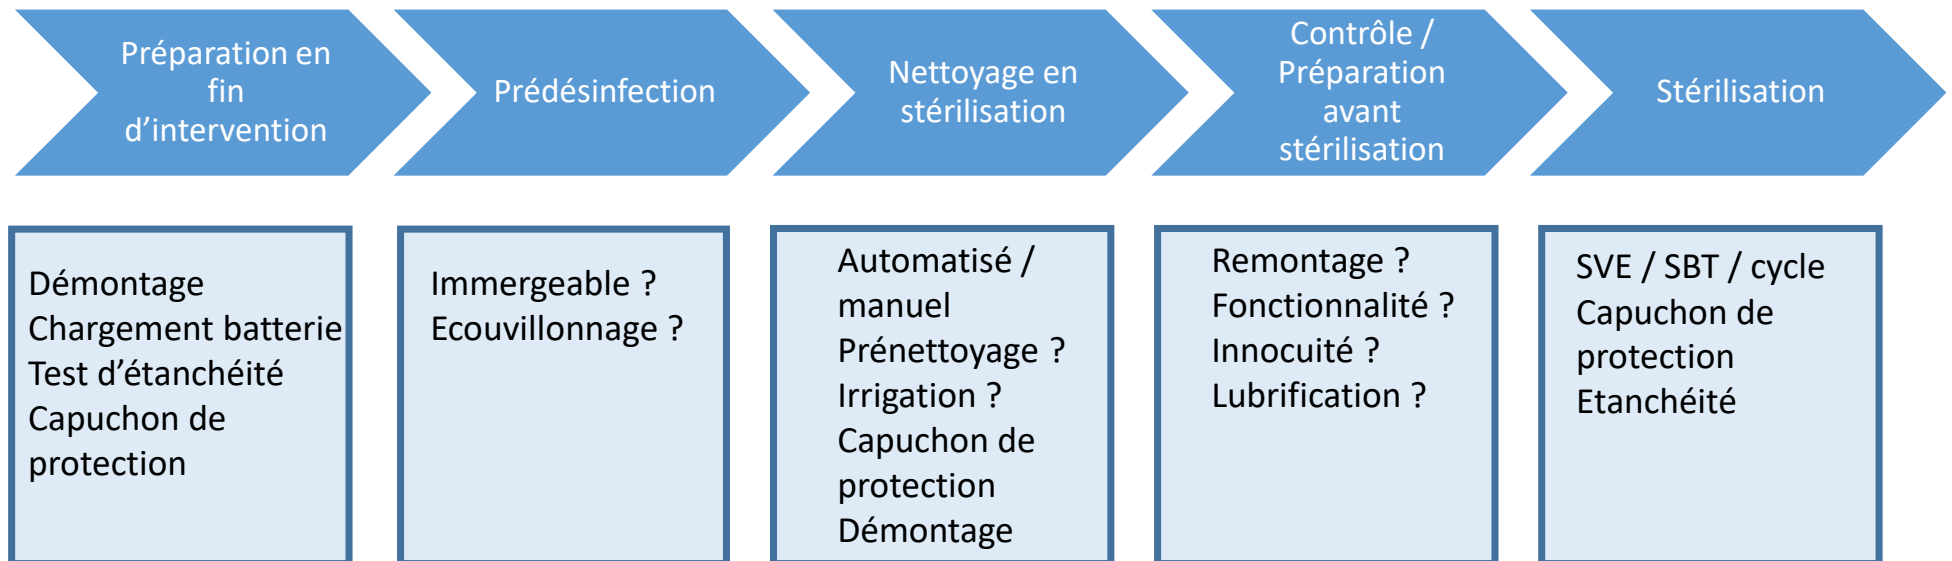 Préparation en
fin
d’intervention
Prédésinfection
Nettoyage en
stérilisation
Contrôle /
Préparation
avant
stérilisation
Stérilisation
Démontage
Chargement batterie
Test d’étanchéité
Capuchon de
protection
Immergeable ?
Ecouvillonnage ?
Automatisé /
manuel
Prénettoyage ?
Irrigation ?
Capuchon de
protection
Démontage
Remontage ?
Fonctionnalité ?
Innocuité ?
Lubrification ?
SVE / SBT / cycle
Capuchon de
protection
Etanchéité